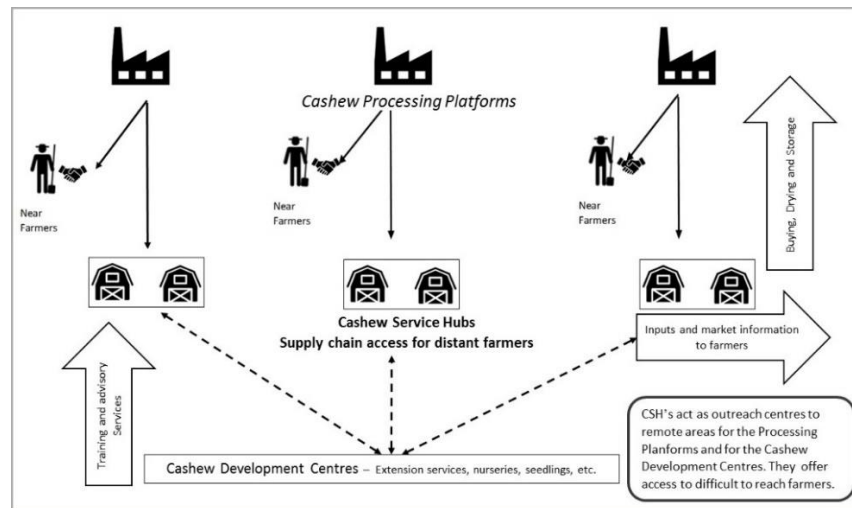 Cashew Processing Platforms
Near
Farmers
Near
Farmers
Near
Farmers
Buying, Drying and Storage
Cashew Service Hubs
Supply chain access for distant farmers
Inputs and market information
to farmers
Training and advisory
Services
Cashew Development Centres – Extension services, nurseries, seedlings, etc.
CSH's act as outreach centres to
remote areas for the Processing
Planforms and for the Cashew
Development Centres. They offer
access to difficult to reach farmers.